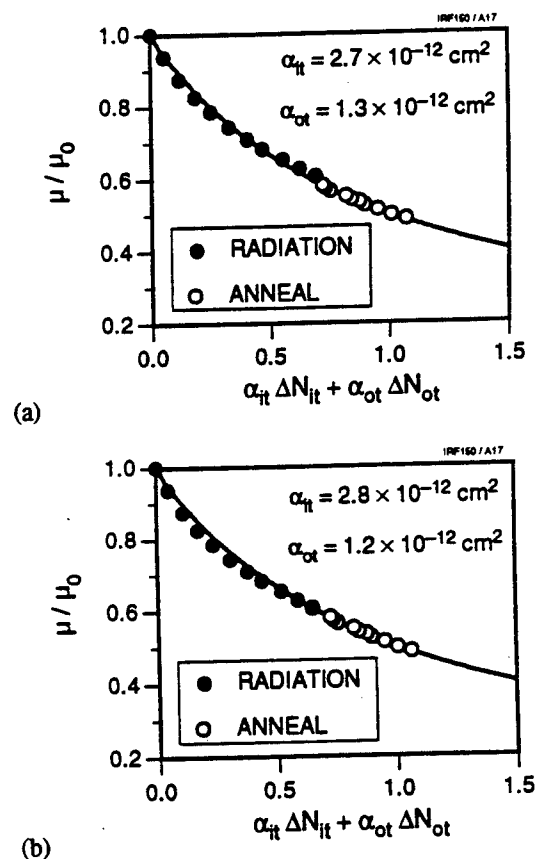 IRF150 / A17
α_it = 2.7 × 10⁻¹² cm²
α_ot = 1.3 × 10⁻¹² cm²
1.0
0.8
0.6
0.4
0.2
μ / μ₀
● RADIATION
○ ANNEAL
0.0 0.5 1.0 1.5
α_it ΔN_it + α_ot ΔN_ot
(a)
IRF150 / A17
α_it = 2.8 × 10⁻¹² cm²
α_ot = 1.2 × 10⁻¹² cm²
1.0
0.8
0.6
0.4
0.2
μ / μ₀
● RADIATION
○ ANNEAL
0.0 0.5 1.0 1.5
α_it ΔN_it + α_ot ΔN_ot
(b)